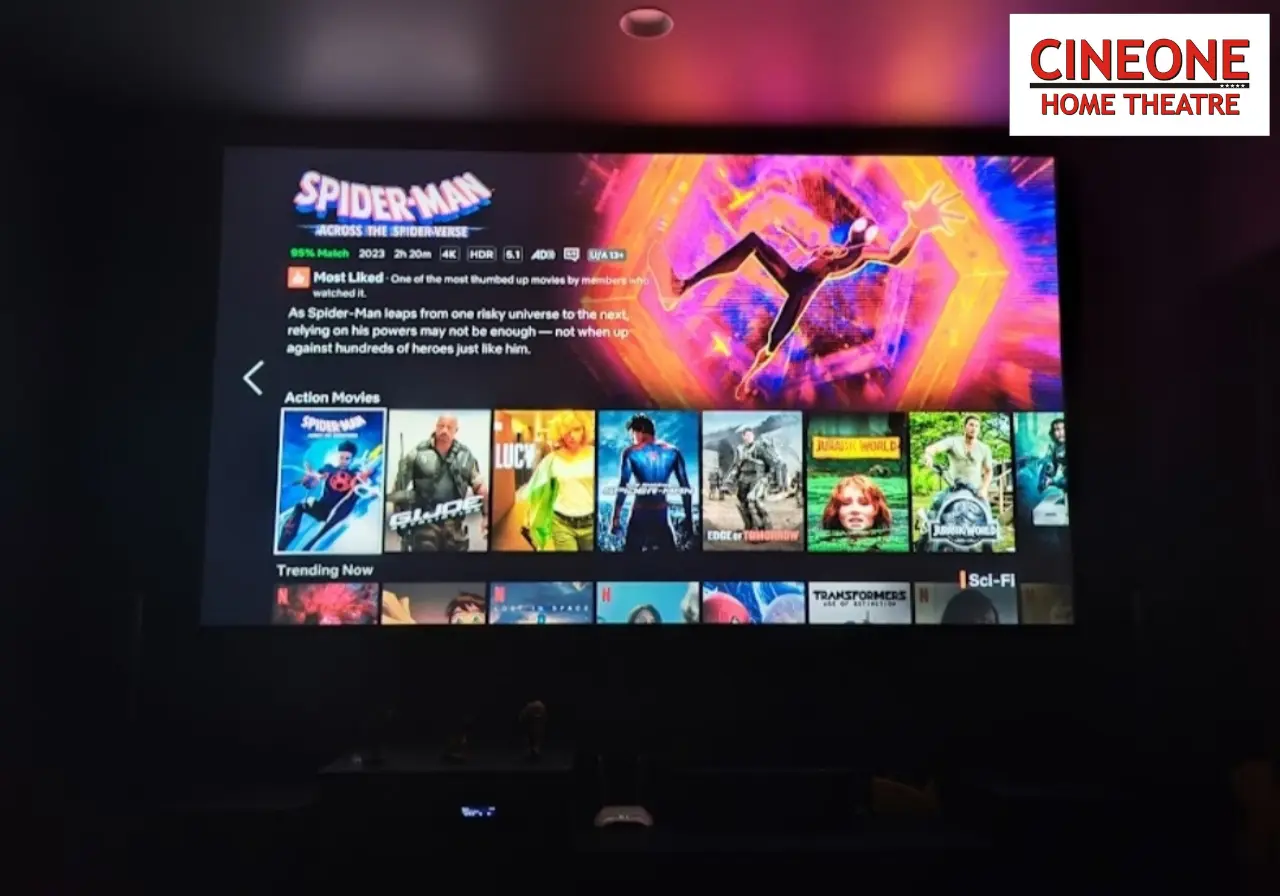 CINEONE
HOME THEATRE
SPIDER-MAN
ACROSS THE SPIDER-VERSE
95% Match 2023 2h 20m 4K HDR 5.1 AD U/A 13+
Most Liked · One of the most thumbed up movies by members who
watched it.
As Spider-Man leaps from one risky universe to the next,
relying on his powers may not be enough — not when up
against hundreds of heroes just like him.
Action Movies
SPIDER-MAN
G.I. JOE
LUCY
SPIDER-MAN
EDGE OF TOMORROW
JURASSIC WORLD
JURASSIC WORLD
Trending Now
Sci-Fi
N
N
LOST IN SPACE
N
TRANSFORMERS
AGE OF EXTINCTION
N